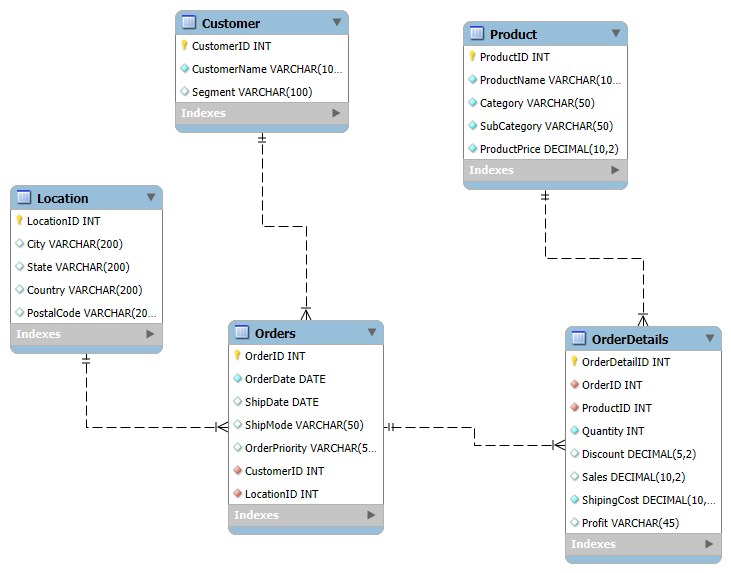 Customer
CustomerID INT
CustomerName VARCHAR(10...
Segment VARCHAR(100)
Indexes
Product
ProductID INT
ProductName VARCHAR(10...
Category VARCHAR(50)
SubCategory VARCHAR(50)
ProductPrice DECIMAL(10,2)
Indexes
Location
LocationID INT
City VARCHAR(200)
State VARCHAR(200)
Country VARCHAR(200)
PostalCode VARCHAR(20...
Indexes
Orders
OrderID INT
OrderDate DATE
ShipDate DATE
ShipMode VARCHAR(50)
OrderPriority VARCHAR(5...
CustomerID INT
LocationID INT
Indexes
OrderDetails
OrderDetailID INT
OrderID INT
ProductID INT
Quantity INT
Discount DECIMAL(5,2)
Sales DECIMAL(10,2)
ShipingCost DECIMAL(10,...
Profit VARCHAR(45)
Indexes